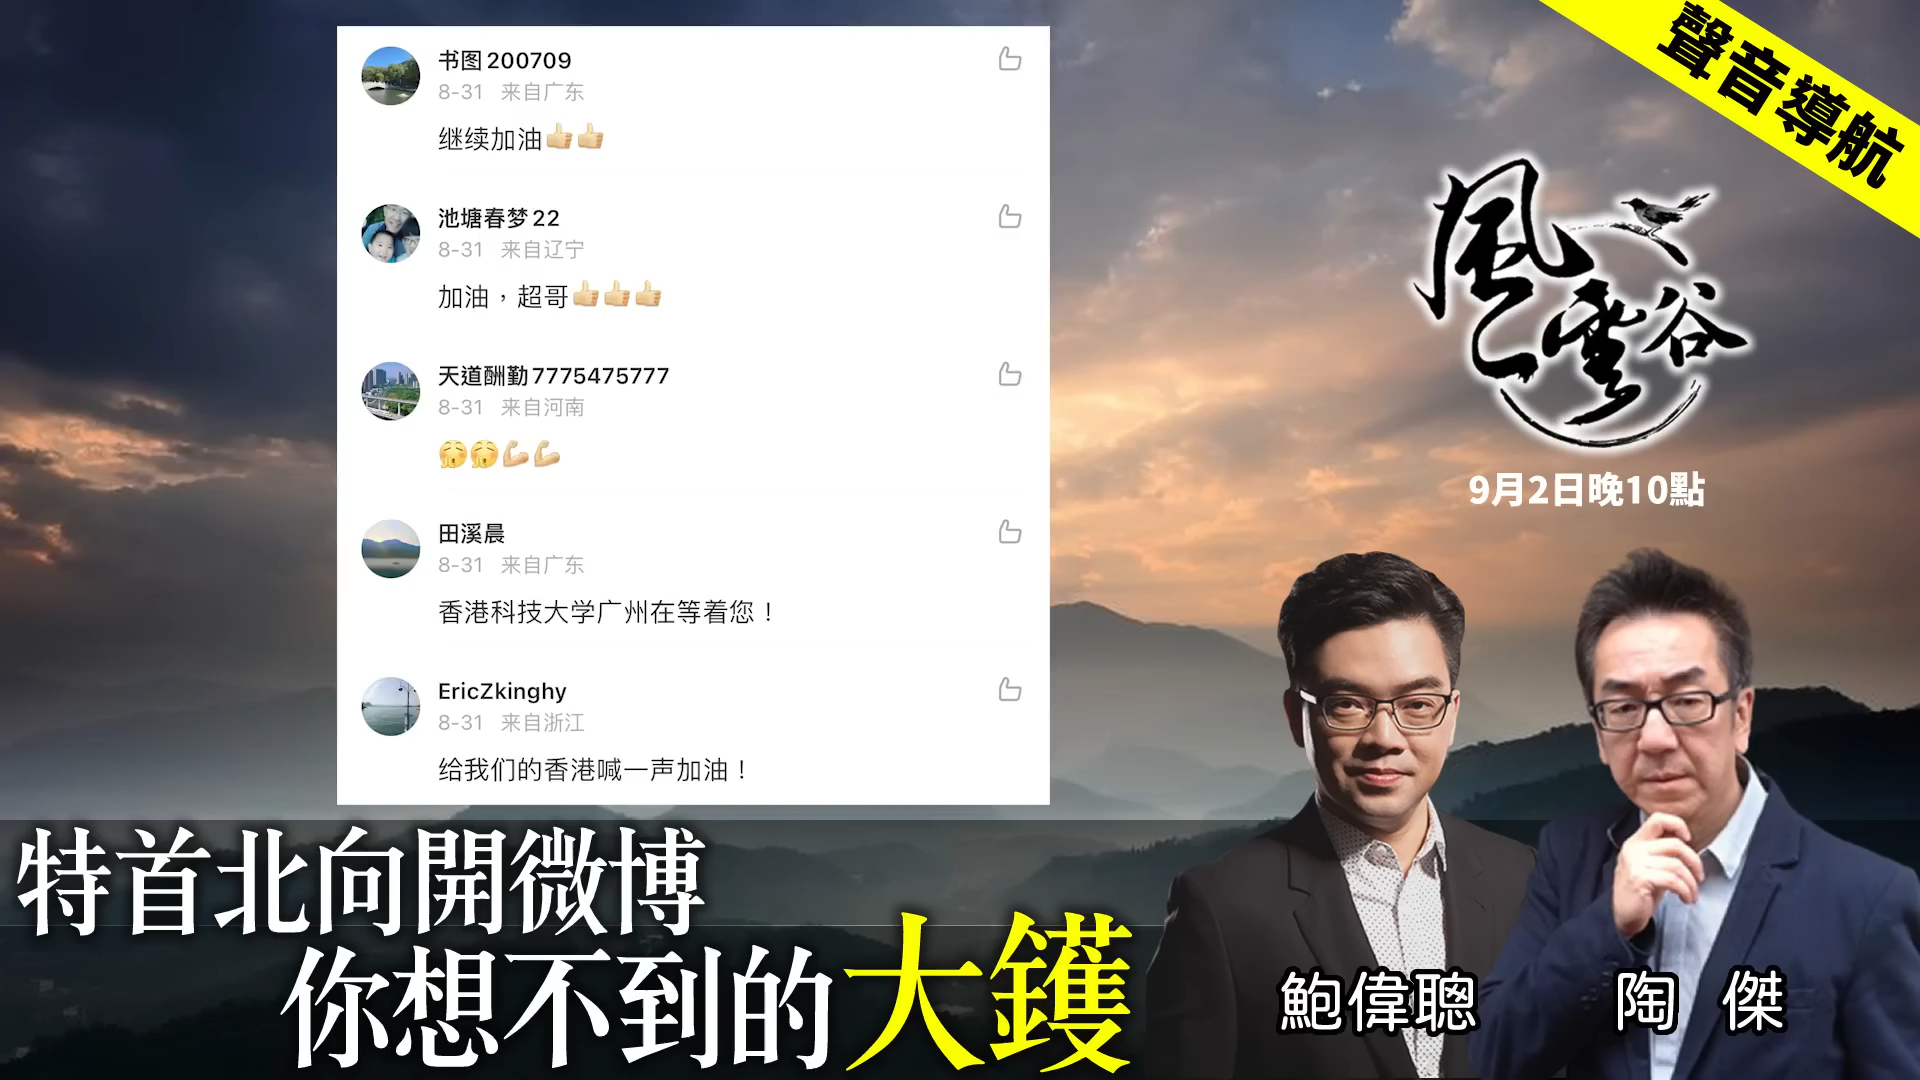 书图200709
8-31 来自广东
继续加油👍👍
池塘春梦22
8-31 来自辽宁
加油，超哥👍👍👍
天道酬勤7775475777
8-31 来自河南
田溪晨
8-31 来自广东
香港科技大学广州在等着您！
EricZkinghy
8-31 来自浙江
给我们的香港喊一声加油！
聲音導航
風雲谷
9月2日晚10點
特首北向開微博
你想不到的大鑊
鮑偉聰
陶 傑